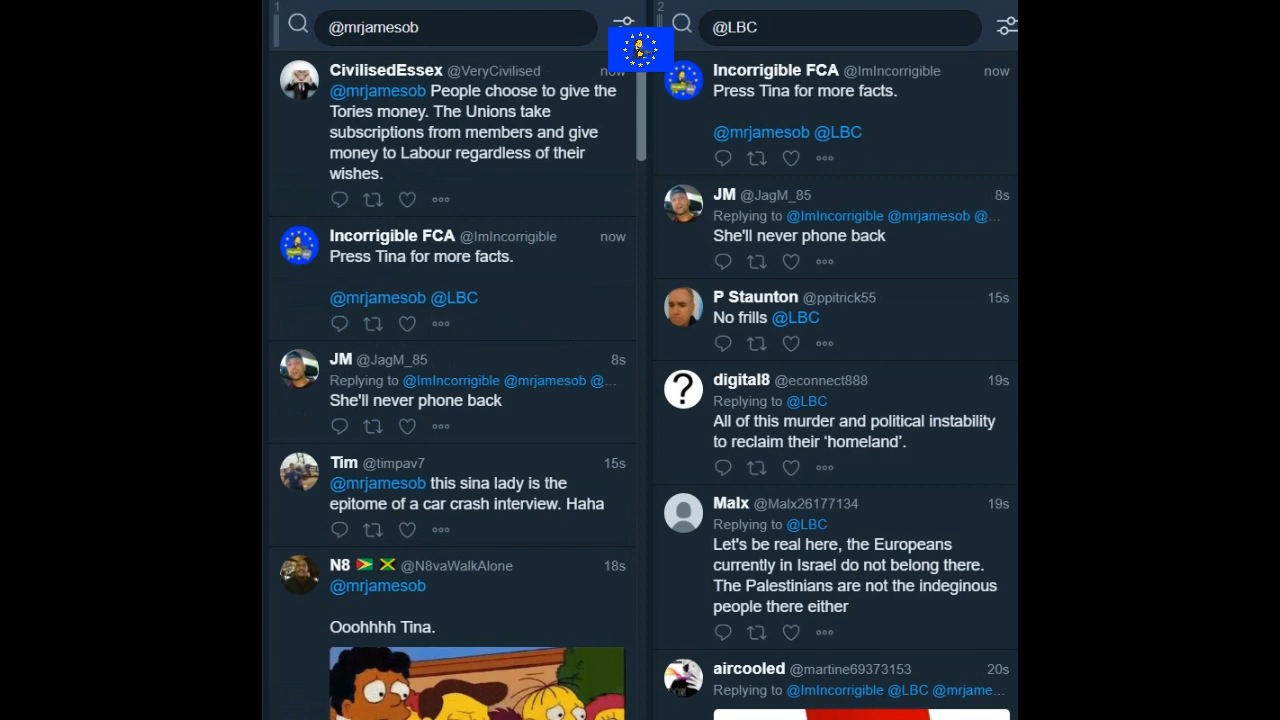 1
@mrjamesob
CivilisedEssex @VeryCivilised now
@mrjamesob People choose to give the
Tories money. The Unions take
subscriptions from members and give
money to Labour regardless of their
wishes.
Incorrigible FCA @ImIncorrigible now
Press Tina for more facts.
@mrjamesob @LBC
JM @JagM_85 8s
Replying to @ImIncorrigible @mrjamesob @...
She'll never phone back
Tim @timpav7 15s
@mrjamesob this sina lady is the
epitome of a car crash interview. Haha
N8 @N8vaWalkAlone 18s
@mrjamesob
Ooohhhh Tina.
2
@LBC
Incorrigible FCA @ImIncorrigible now
Press Tina for more facts.
@mrjamesob @LBC
JM @JagM_85 8s
Replying to @ImIncorrigible @mrjamesob @...
She'll never phone back
P Staunton @ppitrick55 15s
No frills @LBC
digital8 @econnect888 19s
Replying to @LBC
All of this murder and political instability
to reclaim their ‘homeland’.
Malx @Malx26177134 19s
Replying to @LBC
Let's be real here, the Europeans
currently in Israel do not belong there.
The Palestinians are not the indeginous
people there either
aircooled @martine69373153 20s
Replying to @ImIncorrigible @LBC @mrjame...